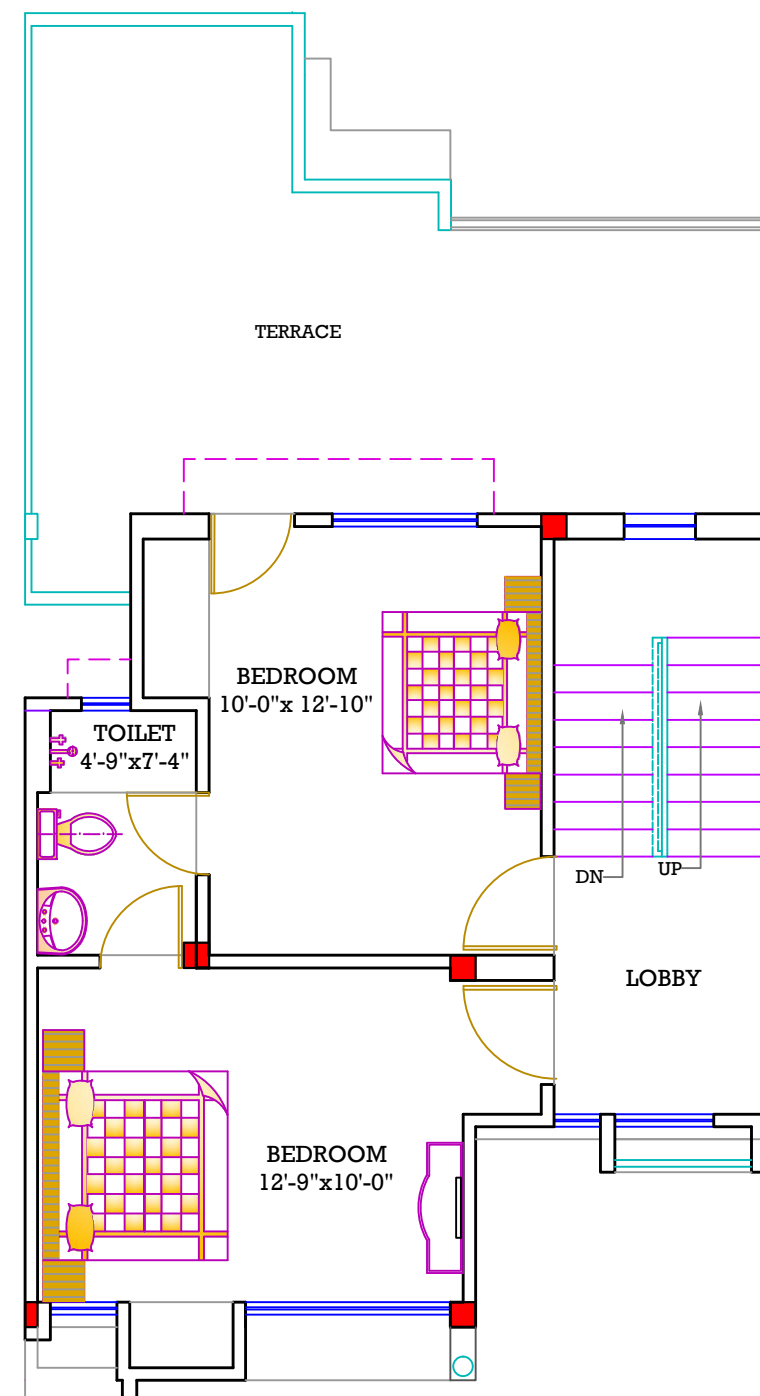 TERRACE
BEDROOM
10'-0"x 12'-10"
TOILET
4'-9"x7'-4"
DN
UP
LOBBY
BEDROOM
12'-9"x10'-0"